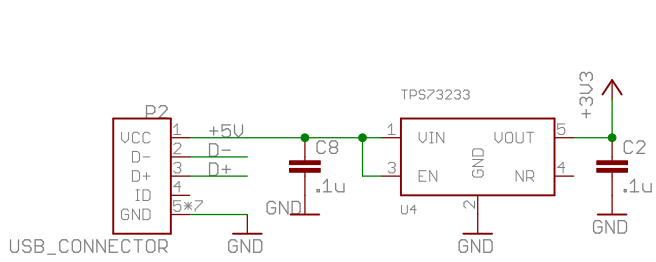 +3V3
TPS73233
P2
VCC 1 +5V
D- 2 D-
D+ 3 D+
ID 4
GND 5*7
USB_CONNECTOR
GND
C8
.1u
GND
1 VIN VOUT 5
3 EN GND NR 4
2
U4
GND
C2
.1u
GND